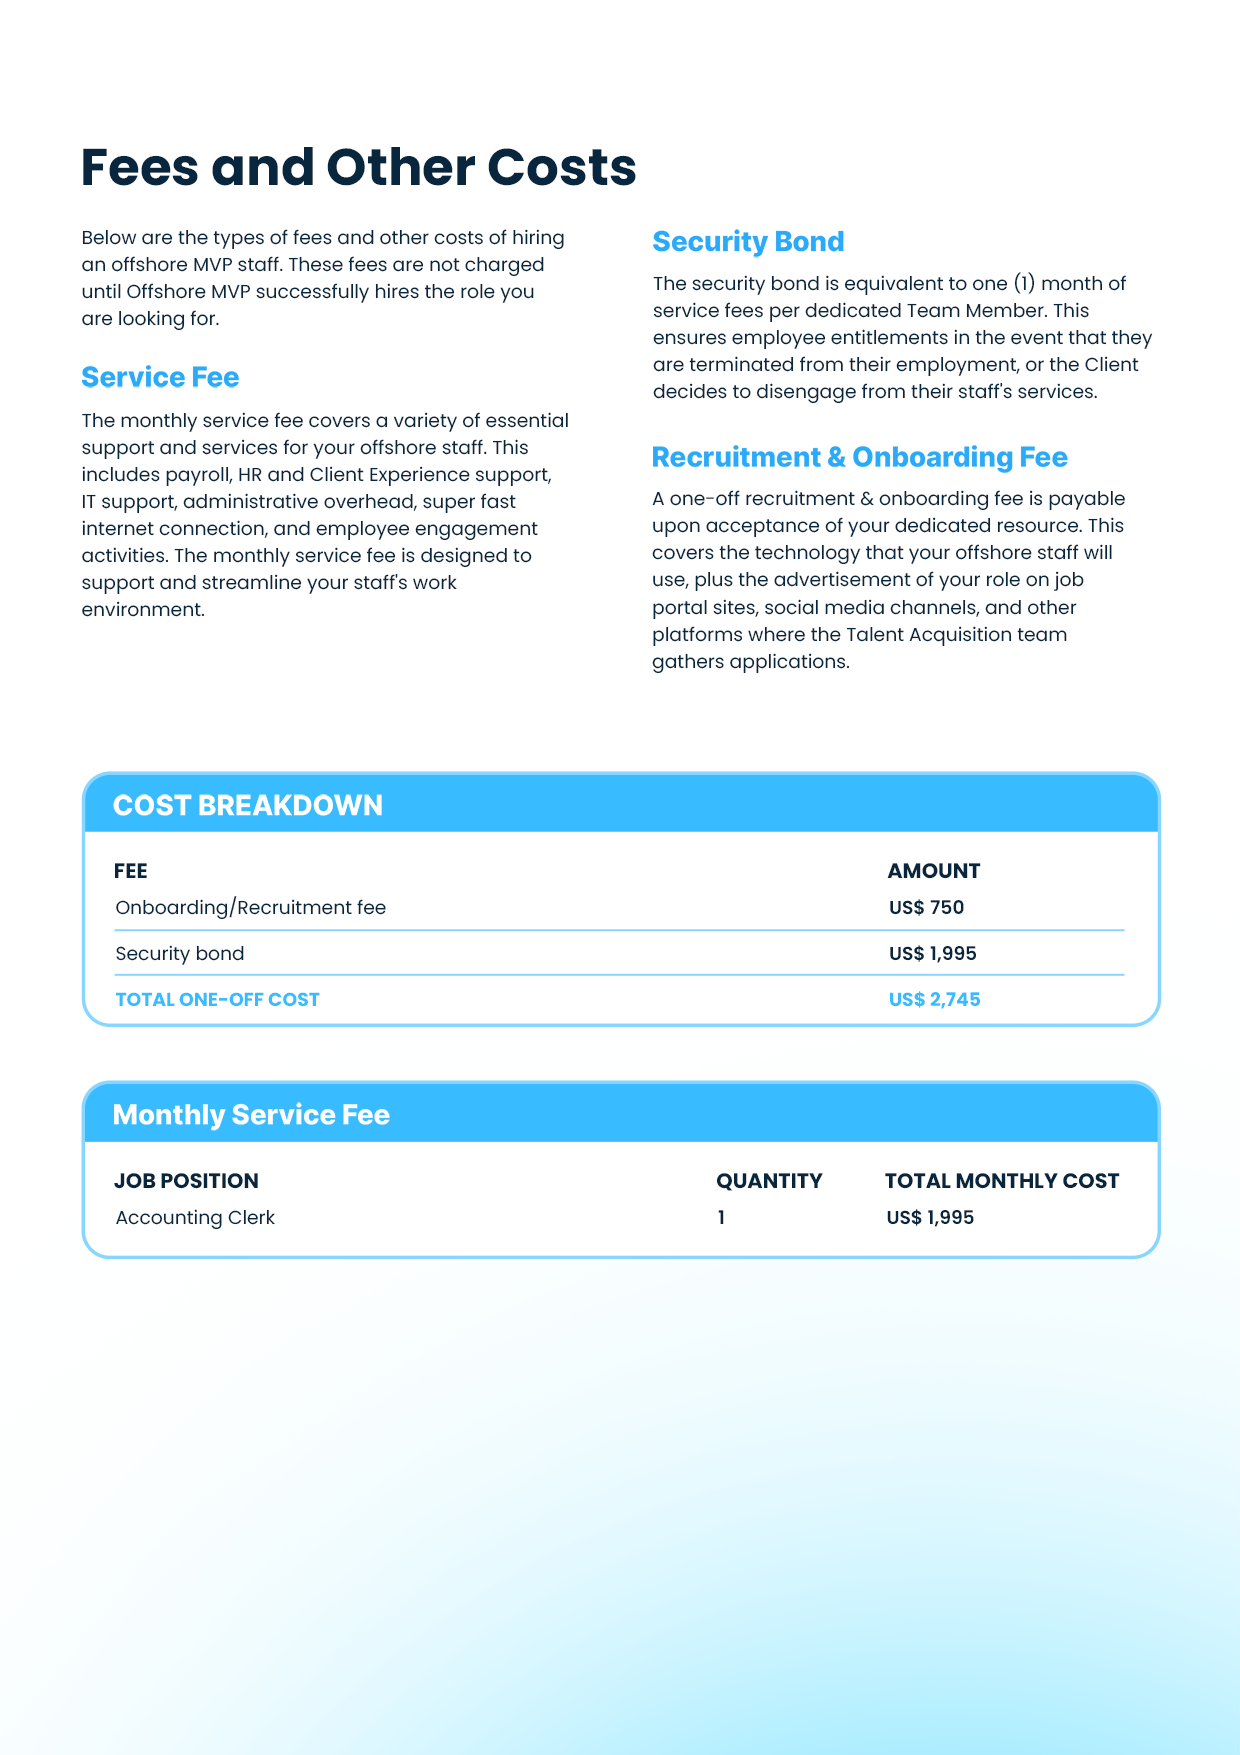 Fees and Other Costs
Below are the types of fees and other costs of hiring
an offshore MVP staff. These fees are not charged
until Offshore MVP successfully hires the role you
are looking for.
Service Fee
The monthly service fee covers a variety of essential
support and services for your offshore staff. This
includes payroll, HR and Client Experience support,
IT support, administrative overhead, super fast
internet connection, and employee engagement
activities. The monthly service fee is designed to
support and streamline your staff's work
environment.
Security Bond
The security bond is equivalent to one (1) month of
service fees per dedicated Team Member. This
ensures employee entitlements in the event that they
are terminated from their employment, or the Client
decides to disengage from their staff's services.
Recruitment & Onboarding Fee
A one-off recruitment & onboarding fee is payable
upon acceptance of your dedicated resource. This
covers the technology that your offshore staff will
use, plus the advertisement of your role on job
portal sites, social media channels, and other
platforms where the Talent Acquisition team
gathers applications.
COST BREAKDOWN
FEE AMOUNT
Onboarding/Recruitment fee US$ 750
Security bond US$ 1,995
TOTAL ONE-OFF COST US$ 2,745
Monthly Service Fee
JOB POSITION QUANTITY TOTAL MONTHLY COST
Accounting Clerk 1 US$ 1,995